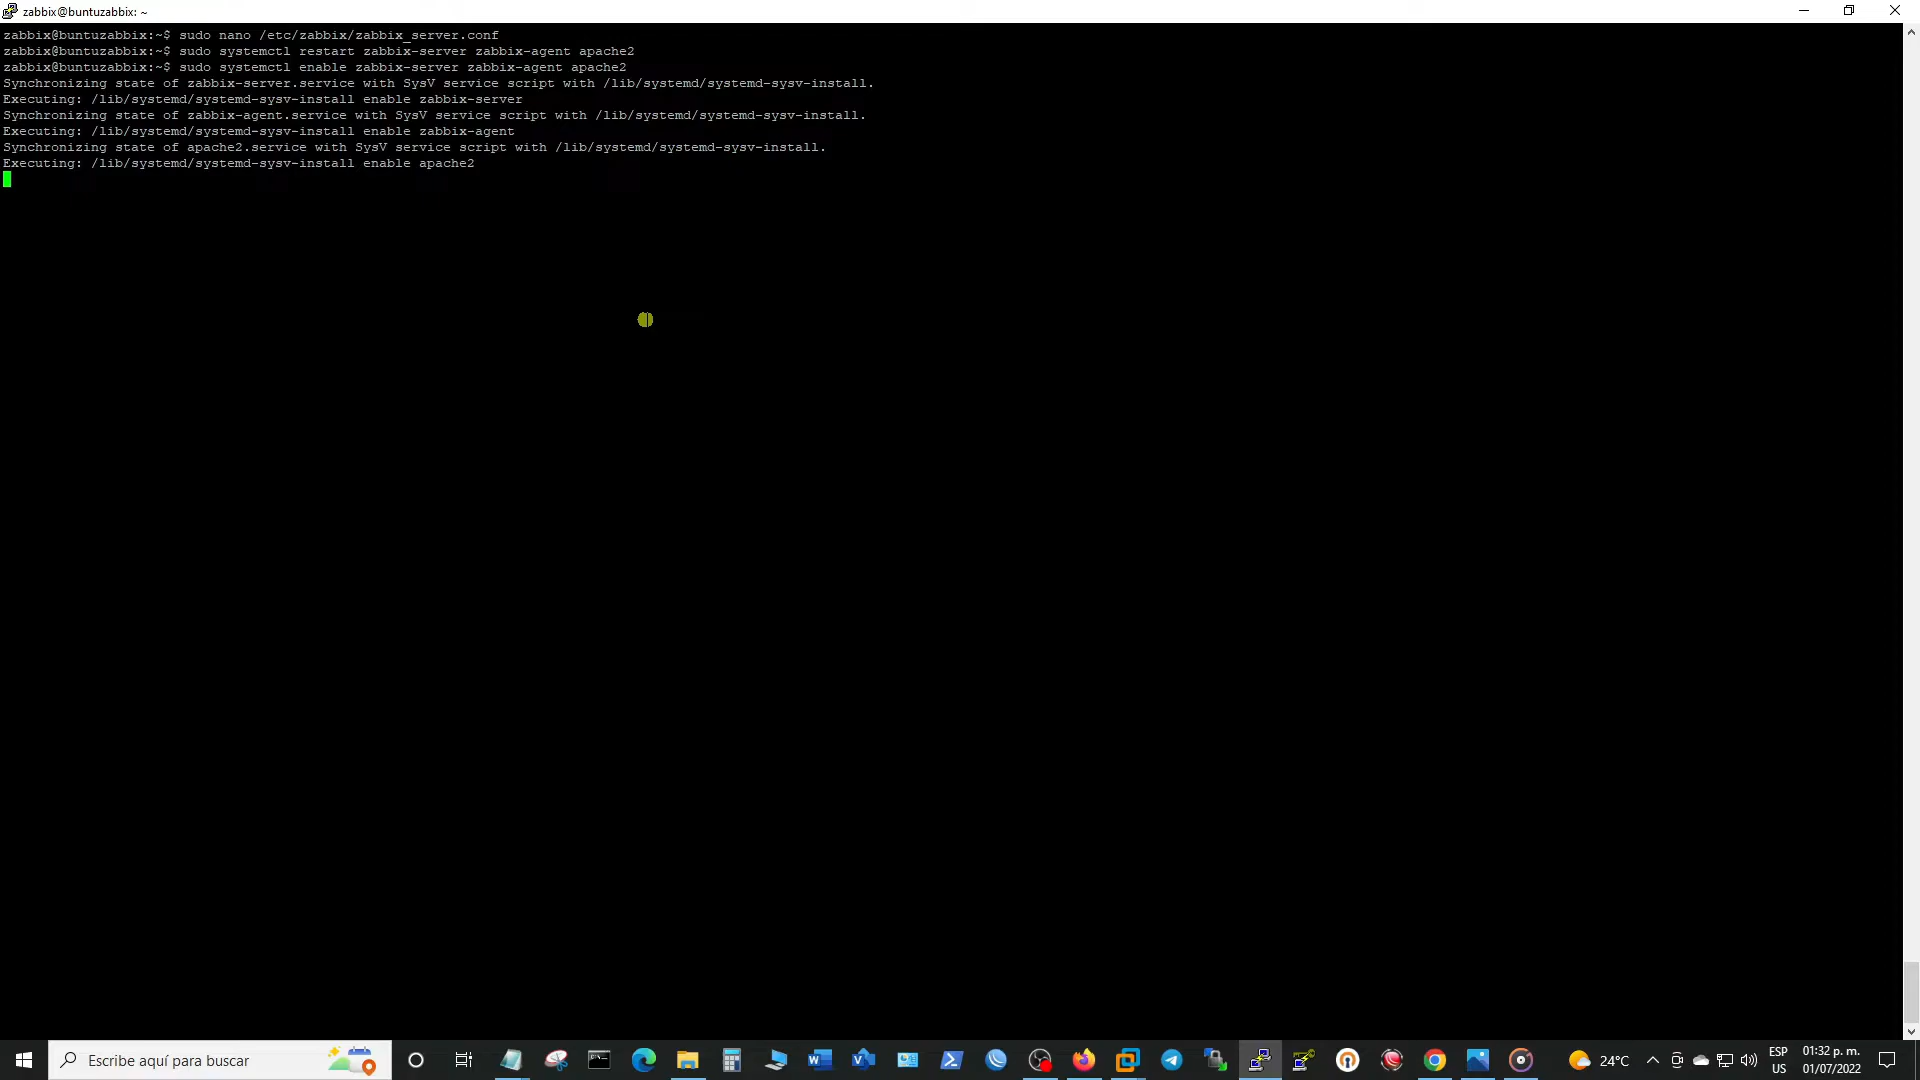 zabbix@buntuzabbix: ~
zabbix@buntuzabbix:~$ sudo nano /etc/zabbix/zabbix_server.conf
zabbix@buntuzabbix:~$ sudo systemctl restart zabbix-server zabbix-agent apache2
zabbix@buntuzabbix:~$ sudo systemctl enable zabbix-server zabbix-agent apache2
Synchronizing state of zabbix-server.service with SysV service script with /lib/systemd/systemd-sysv-install.
Executing: /lib/systemd/systemd-sysv-install enable zabbix-server
Synchronizing state of zabbix-agent.service with SysV service script with /lib/systemd/systemd-sysv-install.
Executing: /lib/systemd/systemd-sysv-install enable zabbix-agent
Synchronizing state of apache2.service with SysV service script with /lib/systemd/systemd-sysv-install.
Executing: /lib/systemd/systemd-sysv-install enable apache2
Escribe aquí para buscar
24°C
ESP
US
01:32 p. m.
01/07/2022